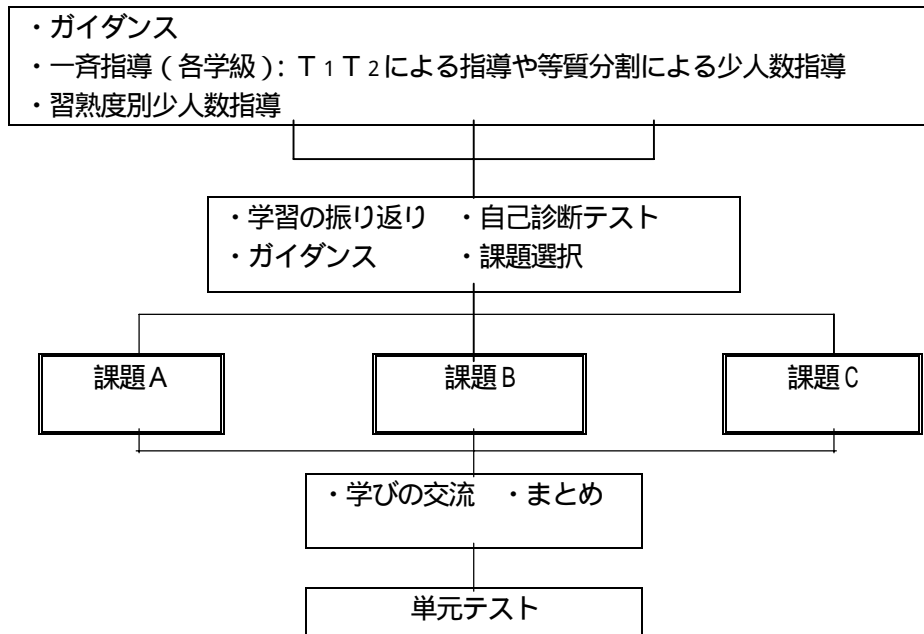 ・ガイダンス
・一斉指導（各学級）：Ｔ１Ｔ２による指導や等質分割による少人数指導
・習熟度別少人数指導
・学習の振り返り　・自己診断テスト
・ガイダンス　　　・課題選択
課題Ａ
課題Ｂ
課題Ｃ
・学びの交流　・まとめ
単元テスト